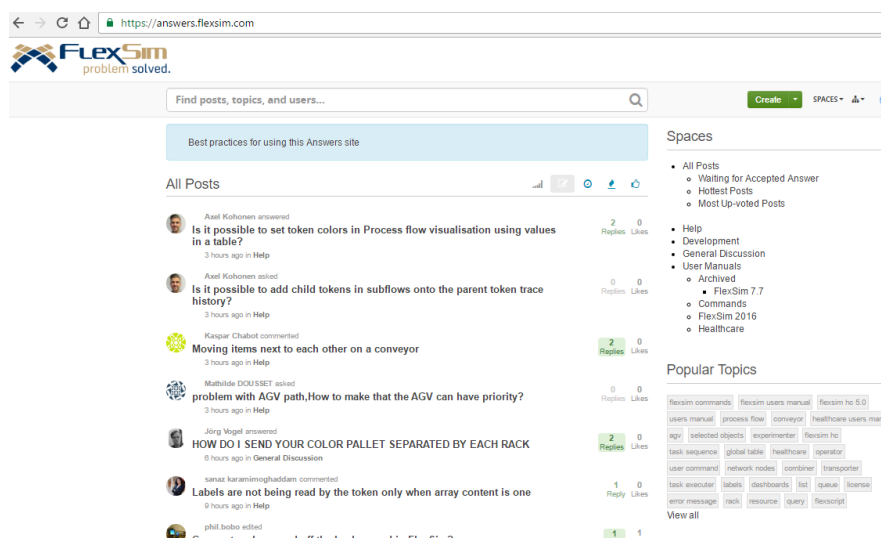 https://answers.flexsim.com
FLEXSIM
problem solved.
Find posts, topics, and users...
Create
SPACES
Best practices for using this Answers site
All Posts
Axel Kohonen answered
Is it possible to set token colors in Process flow visualisation using values
in a table?
3 hours ago in Help
2 0
Replies Likes
Axel Kohonen asked
Is it possible to add child tokens in subflows onto the parent token trace
history?
3 hours ago in Help
0 0
Replies Likes
Kaspar Chabot commented
Moving items next to each other on a conveyor
3 hours ago in Help
2 0
Replies Likes
Mathilde DOUSSET asked
problem with AGV path,How to make that the AGV can have priority?
3 hours ago in Help
0 0
Replies Likes
Jörg Vogel answered
HOW DO I SEND YOUR COLOR PALLET SEPARATED BY EACH RACK
6 hours ago in General Discussion
2 0
Replies Likes
sanaz karamimoghaddam commented
Labels are not being read by the token only when array content is one
9 hours ago in Help
1 0
Reply Likes
phil.bobo edited
1 1
Spaces
All Posts
Waiting for Accepted Answer
Hottest Posts
Most Up-voted Posts
Help
Development
General Discussion
User Manuals
Archived
FlexSim 7.7
Commands
FlexSim 2016
Healthcare
Popular Topics
flexsim commands flexsim users manual flexsim hc 5.0
users manual process flow conveyor healthcare users man
agv selected objects experimenter flexsim hc
task sequence global table healthcare operator
user command network nodes combiner transporter
task executer labels dashboards list queue license
error message rack resource query flexscript
View all